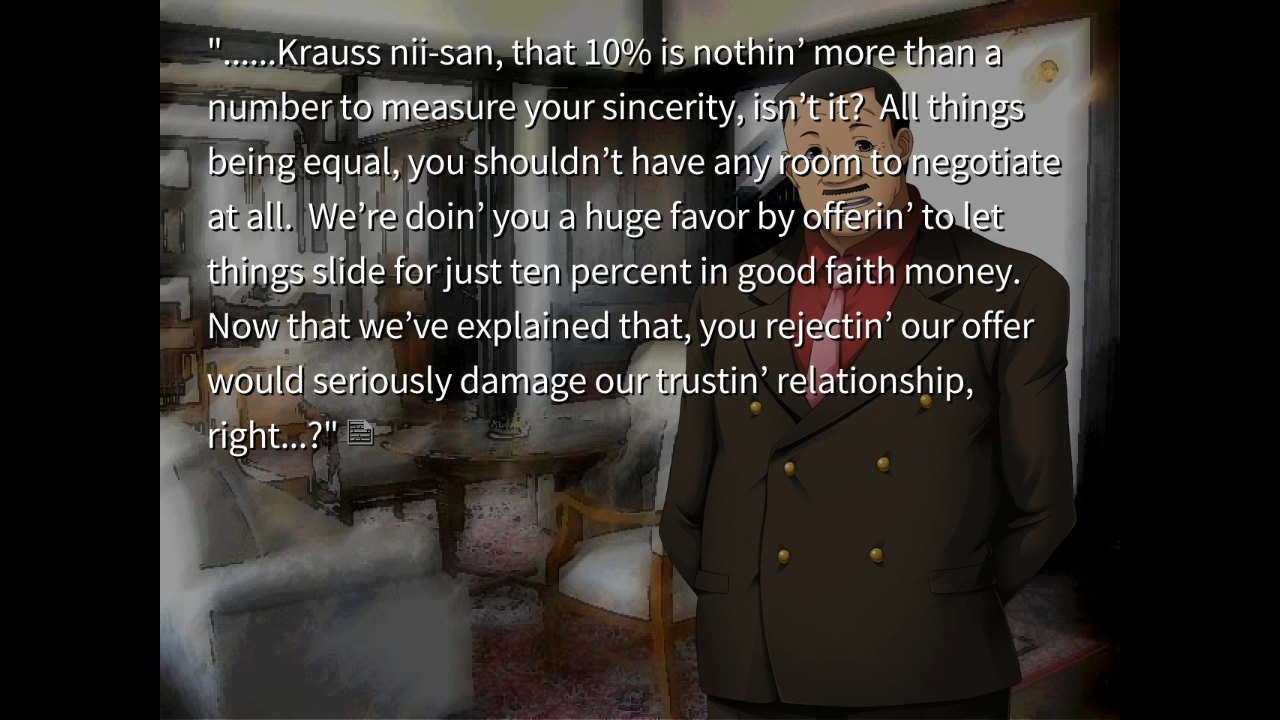 "......Krauss nii-san, that 10% is nothin’ more than a
number to measure your sincerity, isn’t it?  All things
being equal, you shouldn’t have any room to negotiate
at all.  We’re doin’ you a huge favor by offerin’ to let
things slide for just ten percent in good faith money.
Now that we’ve explained that, you rejectin’ our offer
would seriously damage our trustin’ relationship,
right...?"